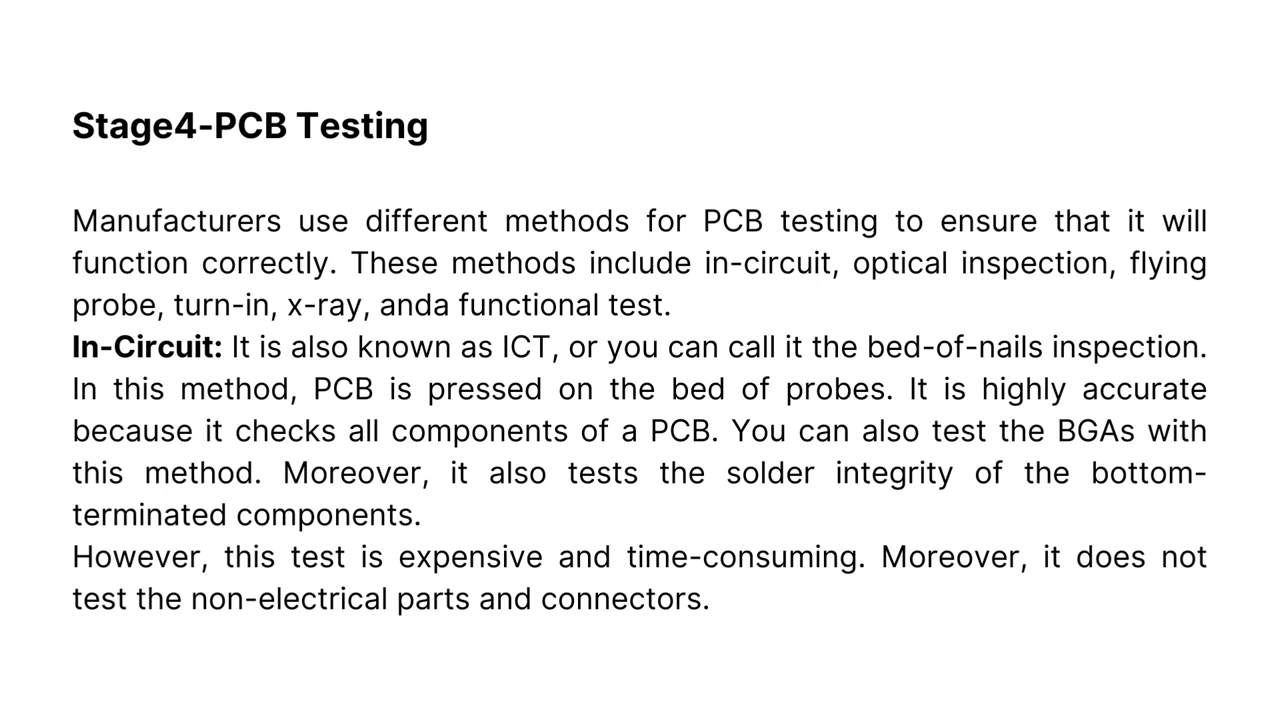 Stage4-PCB Testing
Manufacturers use different methods for PCB testing to ensure that it will
function correctly. These methods include in-circuit, optical inspection, flying
probe, turn-in, x-ray, anda functional test.
In-Circuit: It is also known as ICT, or you can call it the bed-of-nails inspection.
In this method, PCB is pressed on the bed of probes. It is highly accurate
because it checks all components of a PCB. You can also test the BGAs with
this method. Moreover, it also tests the solder integrity of the bottom-
terminated components.
However, this test is expensive and time-consuming. Moreover, it does not
test the non-electrical parts and connectors.